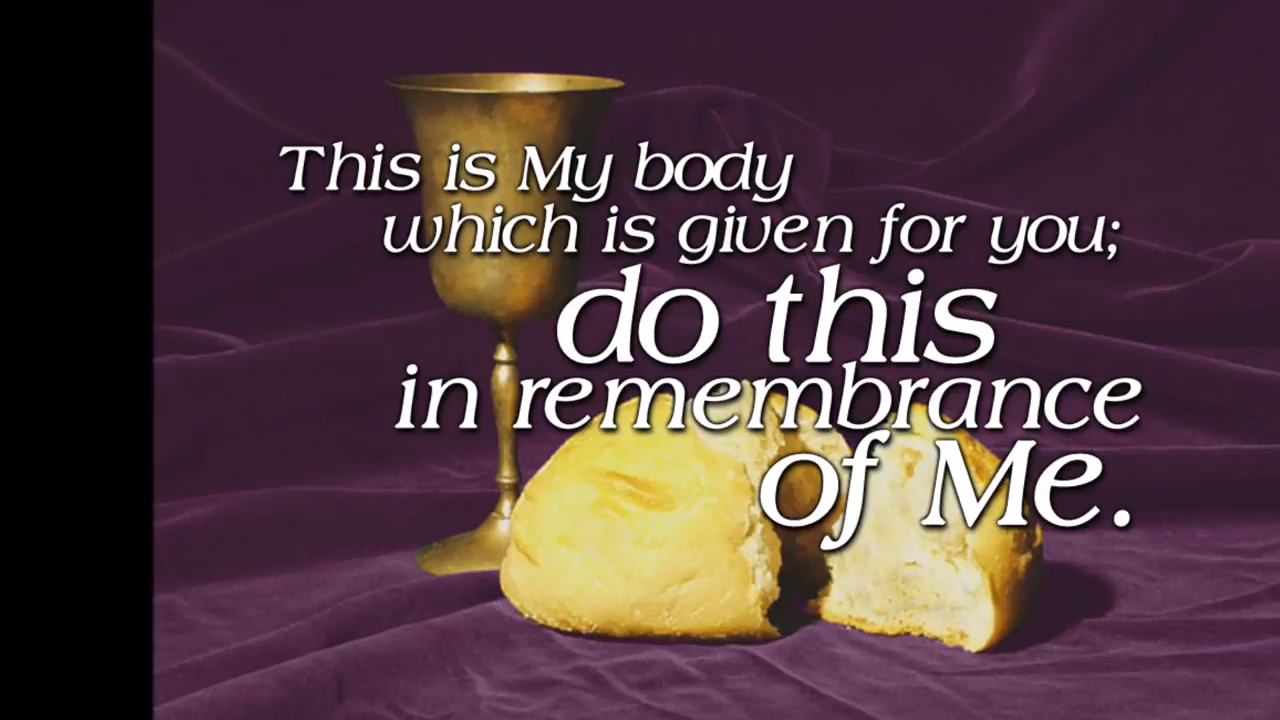 This is My body
which is given for you;
do this
in remembrance
of Me.